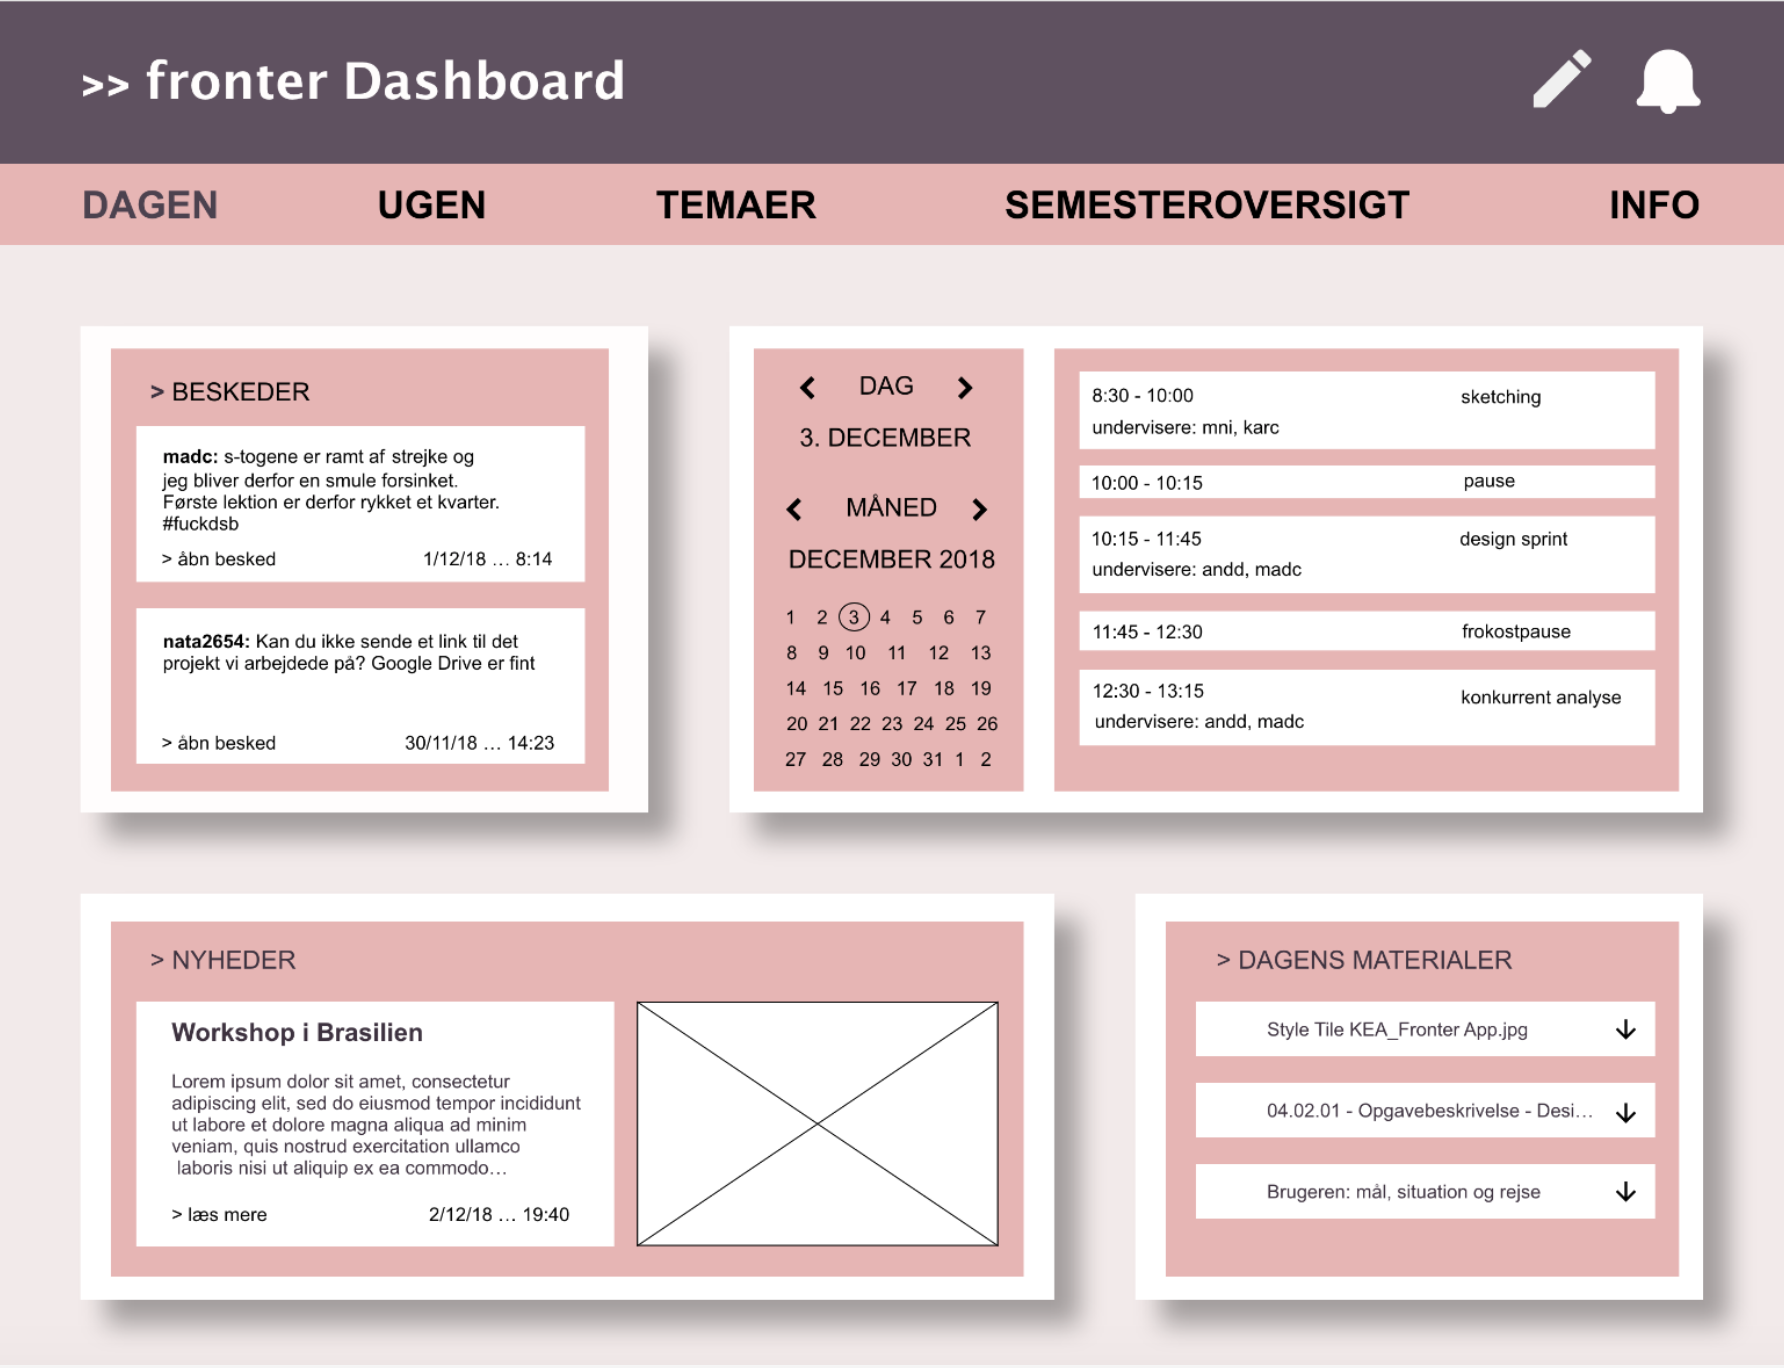 >> fronter Dashboard
DAGEN UGEN TEMAER SEMESTEROVERSIGT INFO
> BESKEDER
madc: s-togene er ramt af strejke og
jeg bliver derfor en smule forsinket.
Første lektion er derfor rykket et kvarter.
#fuckdsb
> åbn besked 1/12/18 ... 8:14
nata2654: Kan du ikke sende et link til det
projekt vi arbejdede på? Google Drive er fint
> åbn besked 30/11/18 ... 14:23
DAG
3. DECEMBER
MÅNED
DECEMBER 2018
1 2 3 4 5 6 7
8 9 10 11 12 13
14 15 16 17 18 19
20 21 22 23 24 25 26
27 28 29 30 31 1 2
8:30 - 10:00 sketching
undervisere: mni, karc
10:00 - 10:15 pause
10:15 - 11:45 design sprint
undervisere: andd, madc
11:45 - 12:30 frokostpause
12:30 - 13:15 konkurrent analyse
undervisere: andd, madc
> NYHEDER
Workshop i Brasilien
Lorem ipsum dolor sit amet, consectetur
adipiscing elit, sed do eiusmod tempor incididunt
ut labore et dolore magna aliqua ad minim
veniam, quis nostrud exercitation ullamco
laboris nisi ut aliquip ex ea commodo...
> læs mere 2/12/18 ... 19:40
> DAGENS MATERIALER
Style Tile KEA_Fronter App.jpg
04.02.01 - Opgavebeskrivelse - Desi...
Brugeren: mål, situation og rejse